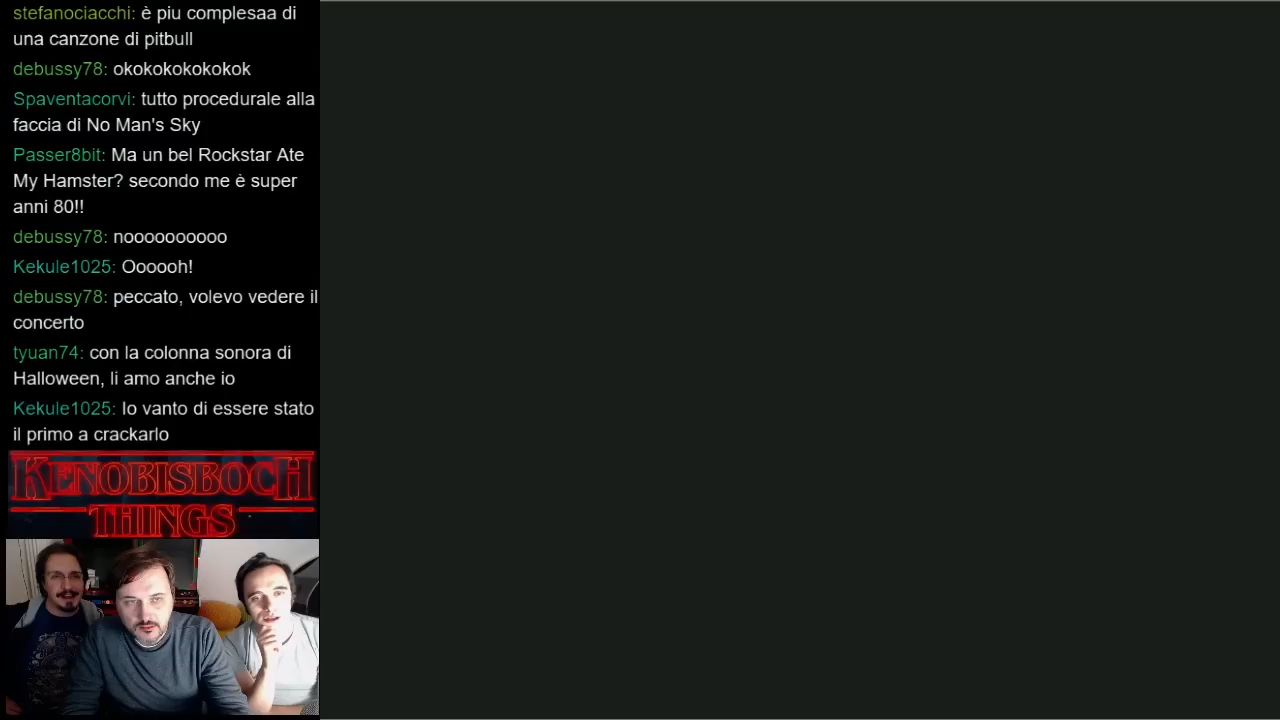 stefanociacchi: è piu complesaa di
una canzone di pitbull
debussy78: okokokokokokok
Spaventacorvi: tutto procedurale alla
faccia di No Man's Sky
Passer8bit: Ma un bel Rockstar Ate
My Hamster? secondo me è super
anni 80!!
debussy78: noooooooooo
Kekule1025: Oooooh!
debussy78: peccato, volevo vedere il
concerto
tyuan74: con la colonna sonora di
Halloween, li amo anche io
Kekule1025: Io vanto di essere stato
il primo a crackarlo
KENOBISBOCH
THINGS